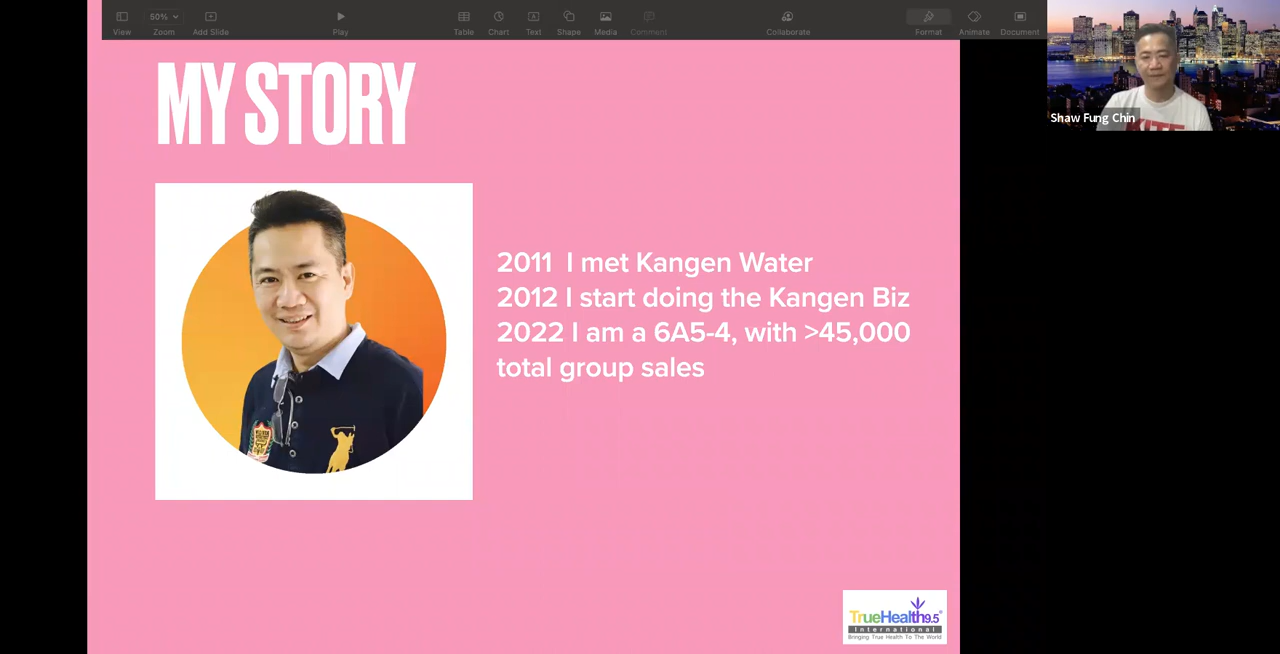 View
50%
Zoom
Add Slide
Play
Table
Chart
Text
Shape
Media
Comment
Collaborate
Format
Animate
Document
MY STORY
Shaw Fung Chin
2011 I met Kangen Water
2012 I start doing the Kangen Biz
2022 I am a 6A5-4, with >45,000
total group sales
TrueHealth9.5®
International
Bringing True Health To The World